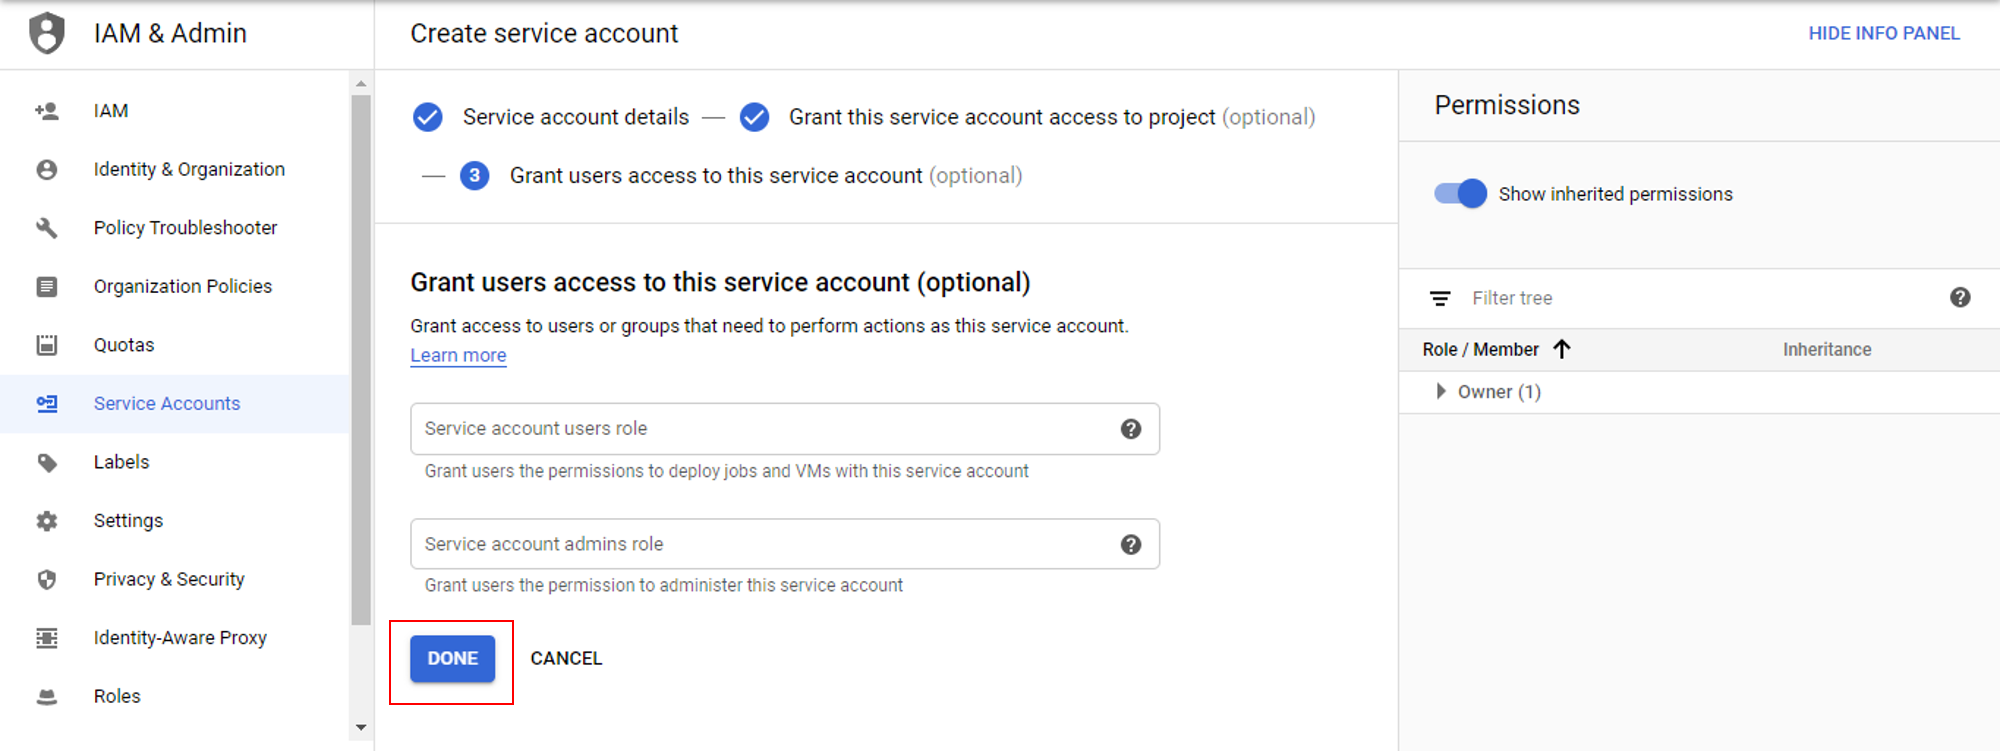 IAM & Admin
Create service account
HIDE INFO PANEL
IAM
Identity & Organization
Policy Troubleshooter
Organization Policies
Quotas
Service Accounts
Labels
Settings
Privacy & Security
Identity-Aware Proxy
Roles
Service account details — Grant this service account access to project (optional)
— 3 Grant users access to this service account (optional)
Grant users access to this service account (optional)
Grant access to users or groups that need to perform actions as this service account.
Learn more
Service account users role
Grant users the permissions to deploy jobs and VMs with this service account
Service account admins role
Grant users the permission to administer this service account
DONE CANCEL
Permissions
Show inherited permissions
Filter tree
Role / Member Inheritance
Owner (1)